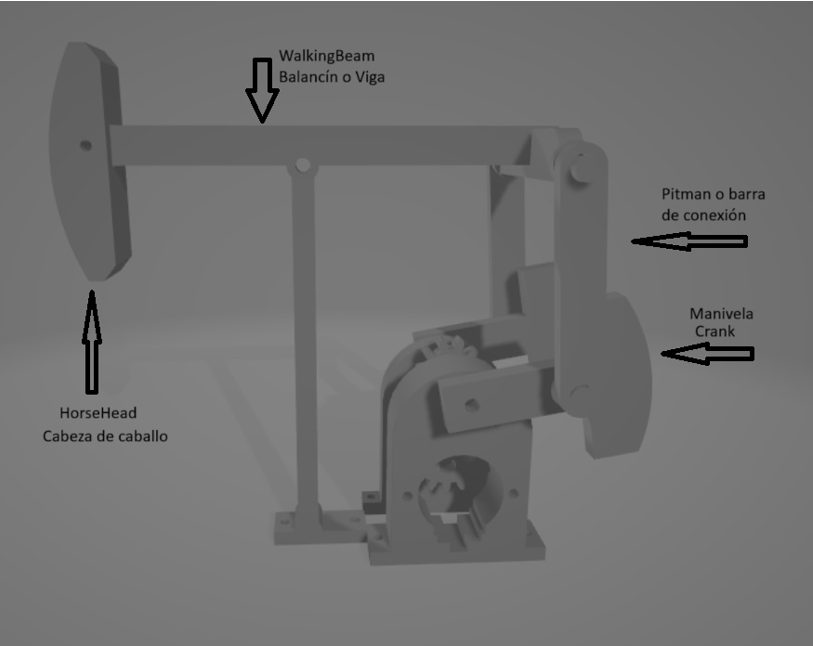 WalkingBeam
Balancín o Viga
Pitman o barra
de conexión
Manivela
Crank
HorseHead
Cabeza de caballo